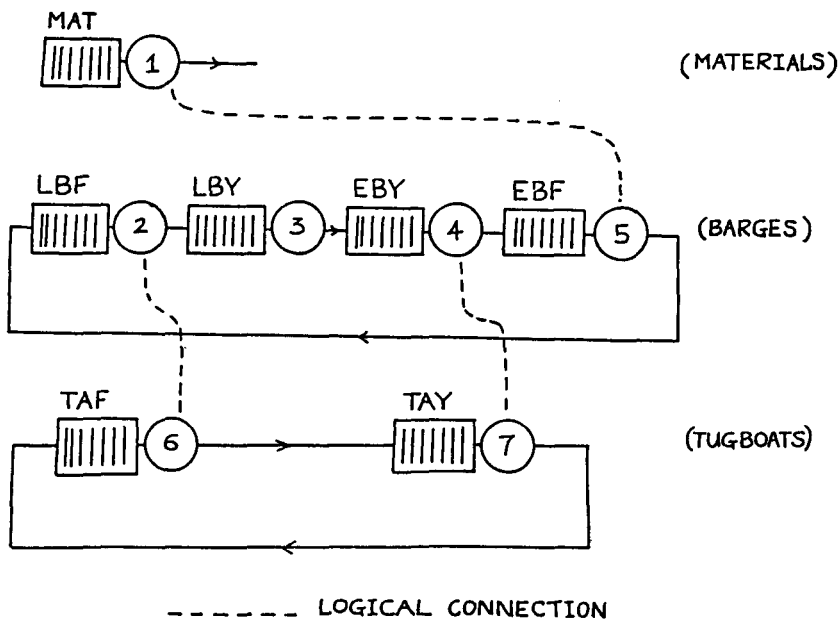 MAT
1
(MATERIALS)
LBF LBY EBY EBF
2 3 4 5
(BARGES)
TAF TAY
6 7
(TUGBOATS)
LOGICAL CONNECTION